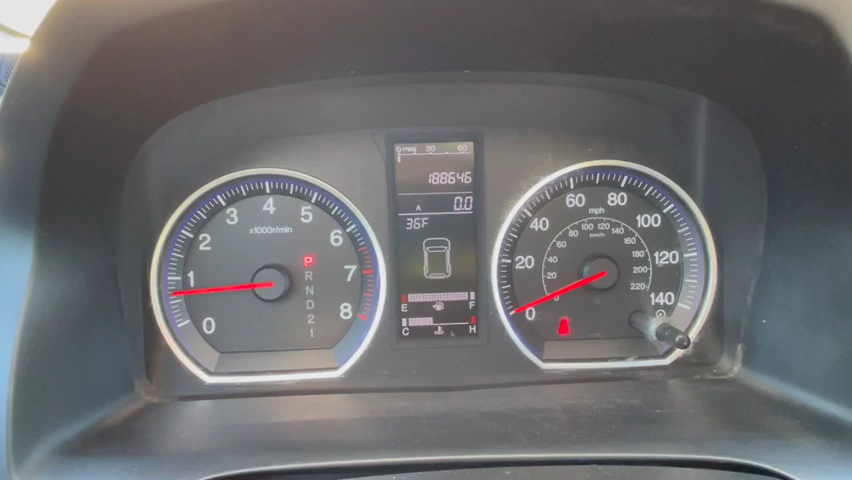 0 mpg 30 60
188646
A 0.0
36F
E F
C H
0 1 2 3 4 5 6 7 8
x1000r/min
P
R
N
D
2
1
0 20 40 60 80 100 120 140
mph
0 20 40 60 80 100 120 140 160 180 200 220
km/h